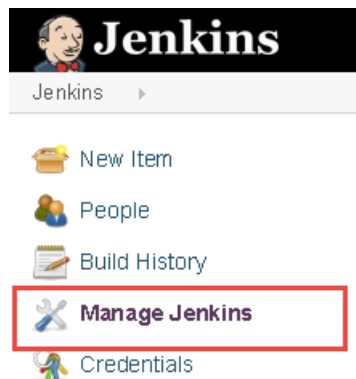 Jenkins
Jenkins
New Item
People
Build History
Manage Jenkins
Credentials